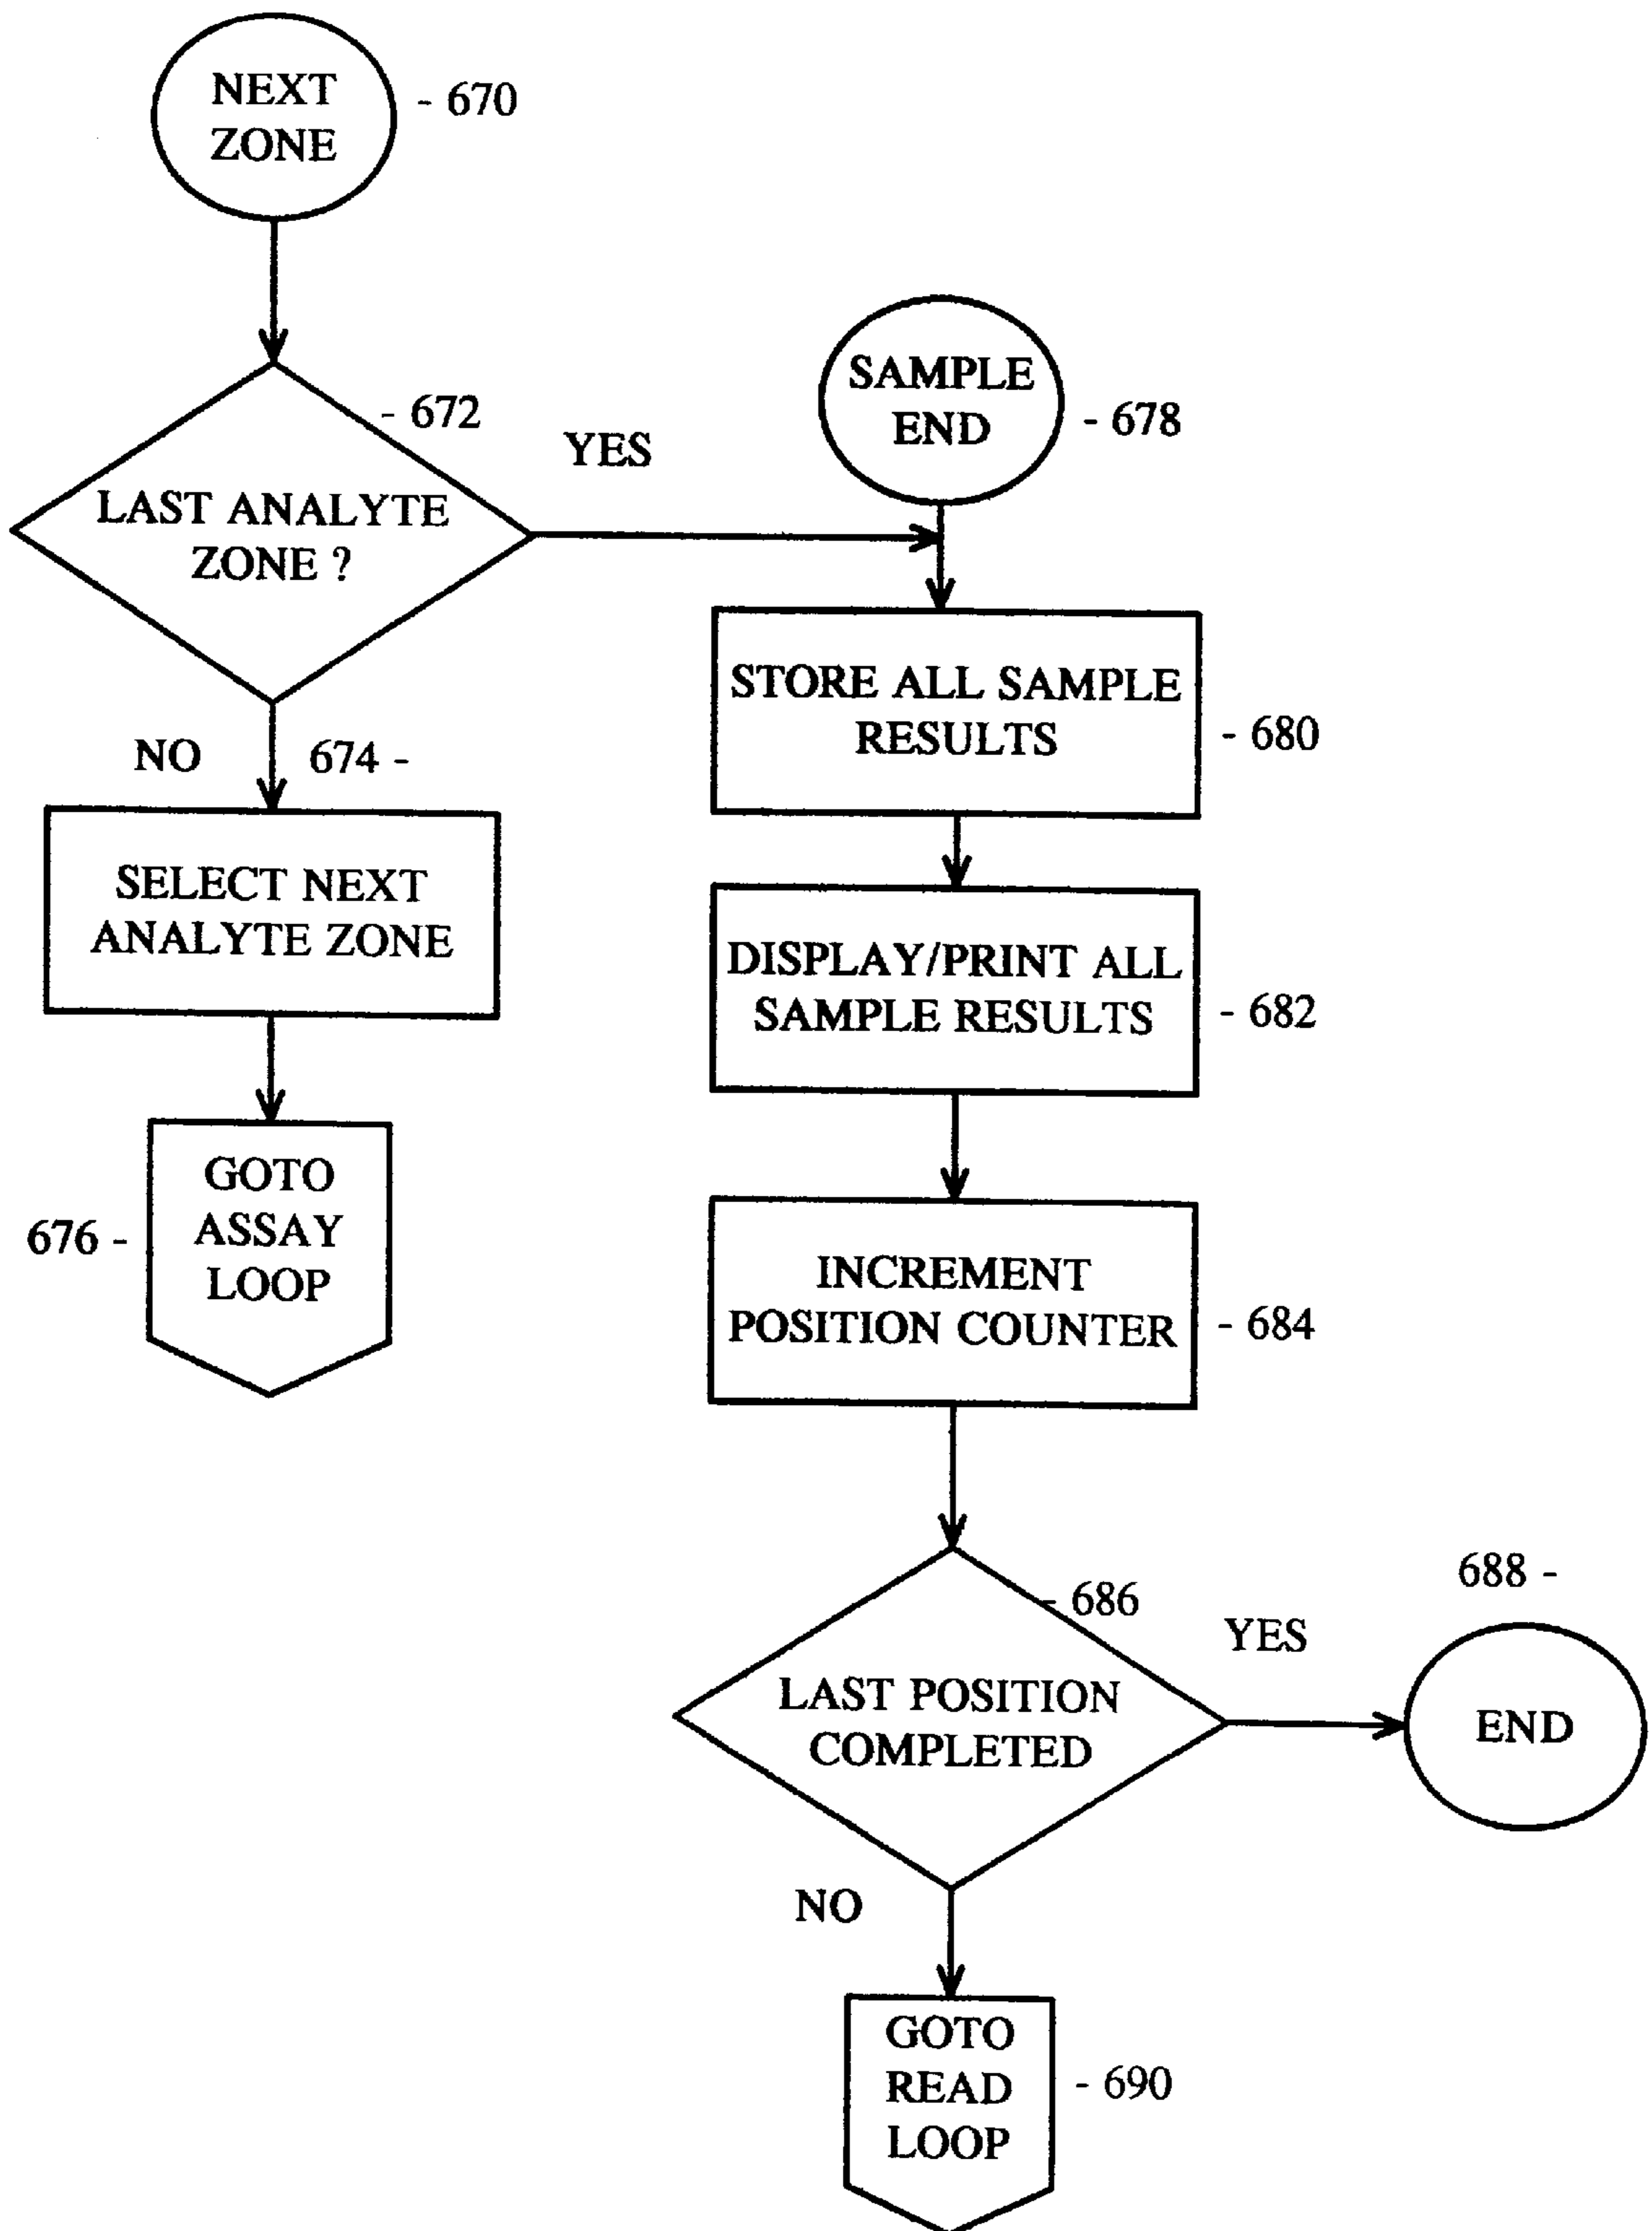 NEXT
ZONE
- 670
- 672
LAST ANALYTE
ZONE ?
YES
SAMPLE
END
- 678
NO
674 -
SELECT NEXT
ANALYTE ZONE
676 -
GOTO
ASSAY
LOOP
STORE ALL SAMPLE
RESULTS
- 680
DISPLAY/PRINT ALL
SAMPLE RESULTS
- 682
INCREMENT
POSITION COUNTER
- 684
- 686
LAST POSITION
COMPLETED
YES
688 -
END
NO
GOTO
READ
LOOP
- 690